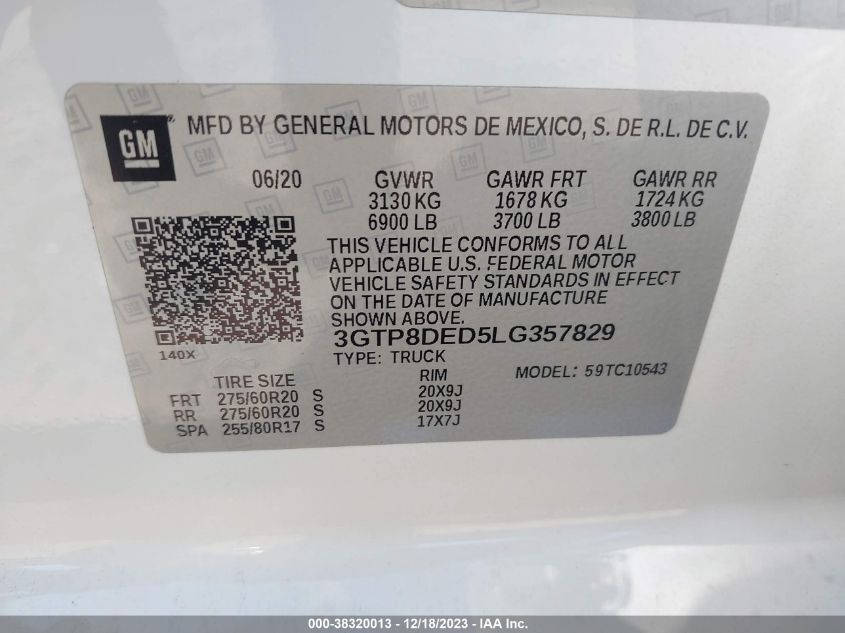 GM MFD BY GENERAL MOTORS DE MEXICO, S. DE R.L. DE C.V.
06/20 GVWR GAWR FRT GAWR RR
3130 KG 1678 KG 1724 KG
6900 LB 3700 LB 3800 LB
THIS VEHICLE CONFORMS TO ALL
APPLICABLE U.S. FEDERAL MOTOR
VEHICLE SAFETY STANDARDS IN EFFECT
ON THE DATE OF MANUFACTURE
SHOWN ABOVE.
3GTP8DED5LG357829
140X
TYPE: TRUCK MODEL: 59TC10543
TIRE SIZE RIM
FRT 275/60R20 S 20X9J
RR 275/60R20 S 20X9J
SPA 255/80R17 S 17X7J
000-38320013 - 12/18/2023 - IAA Inc.